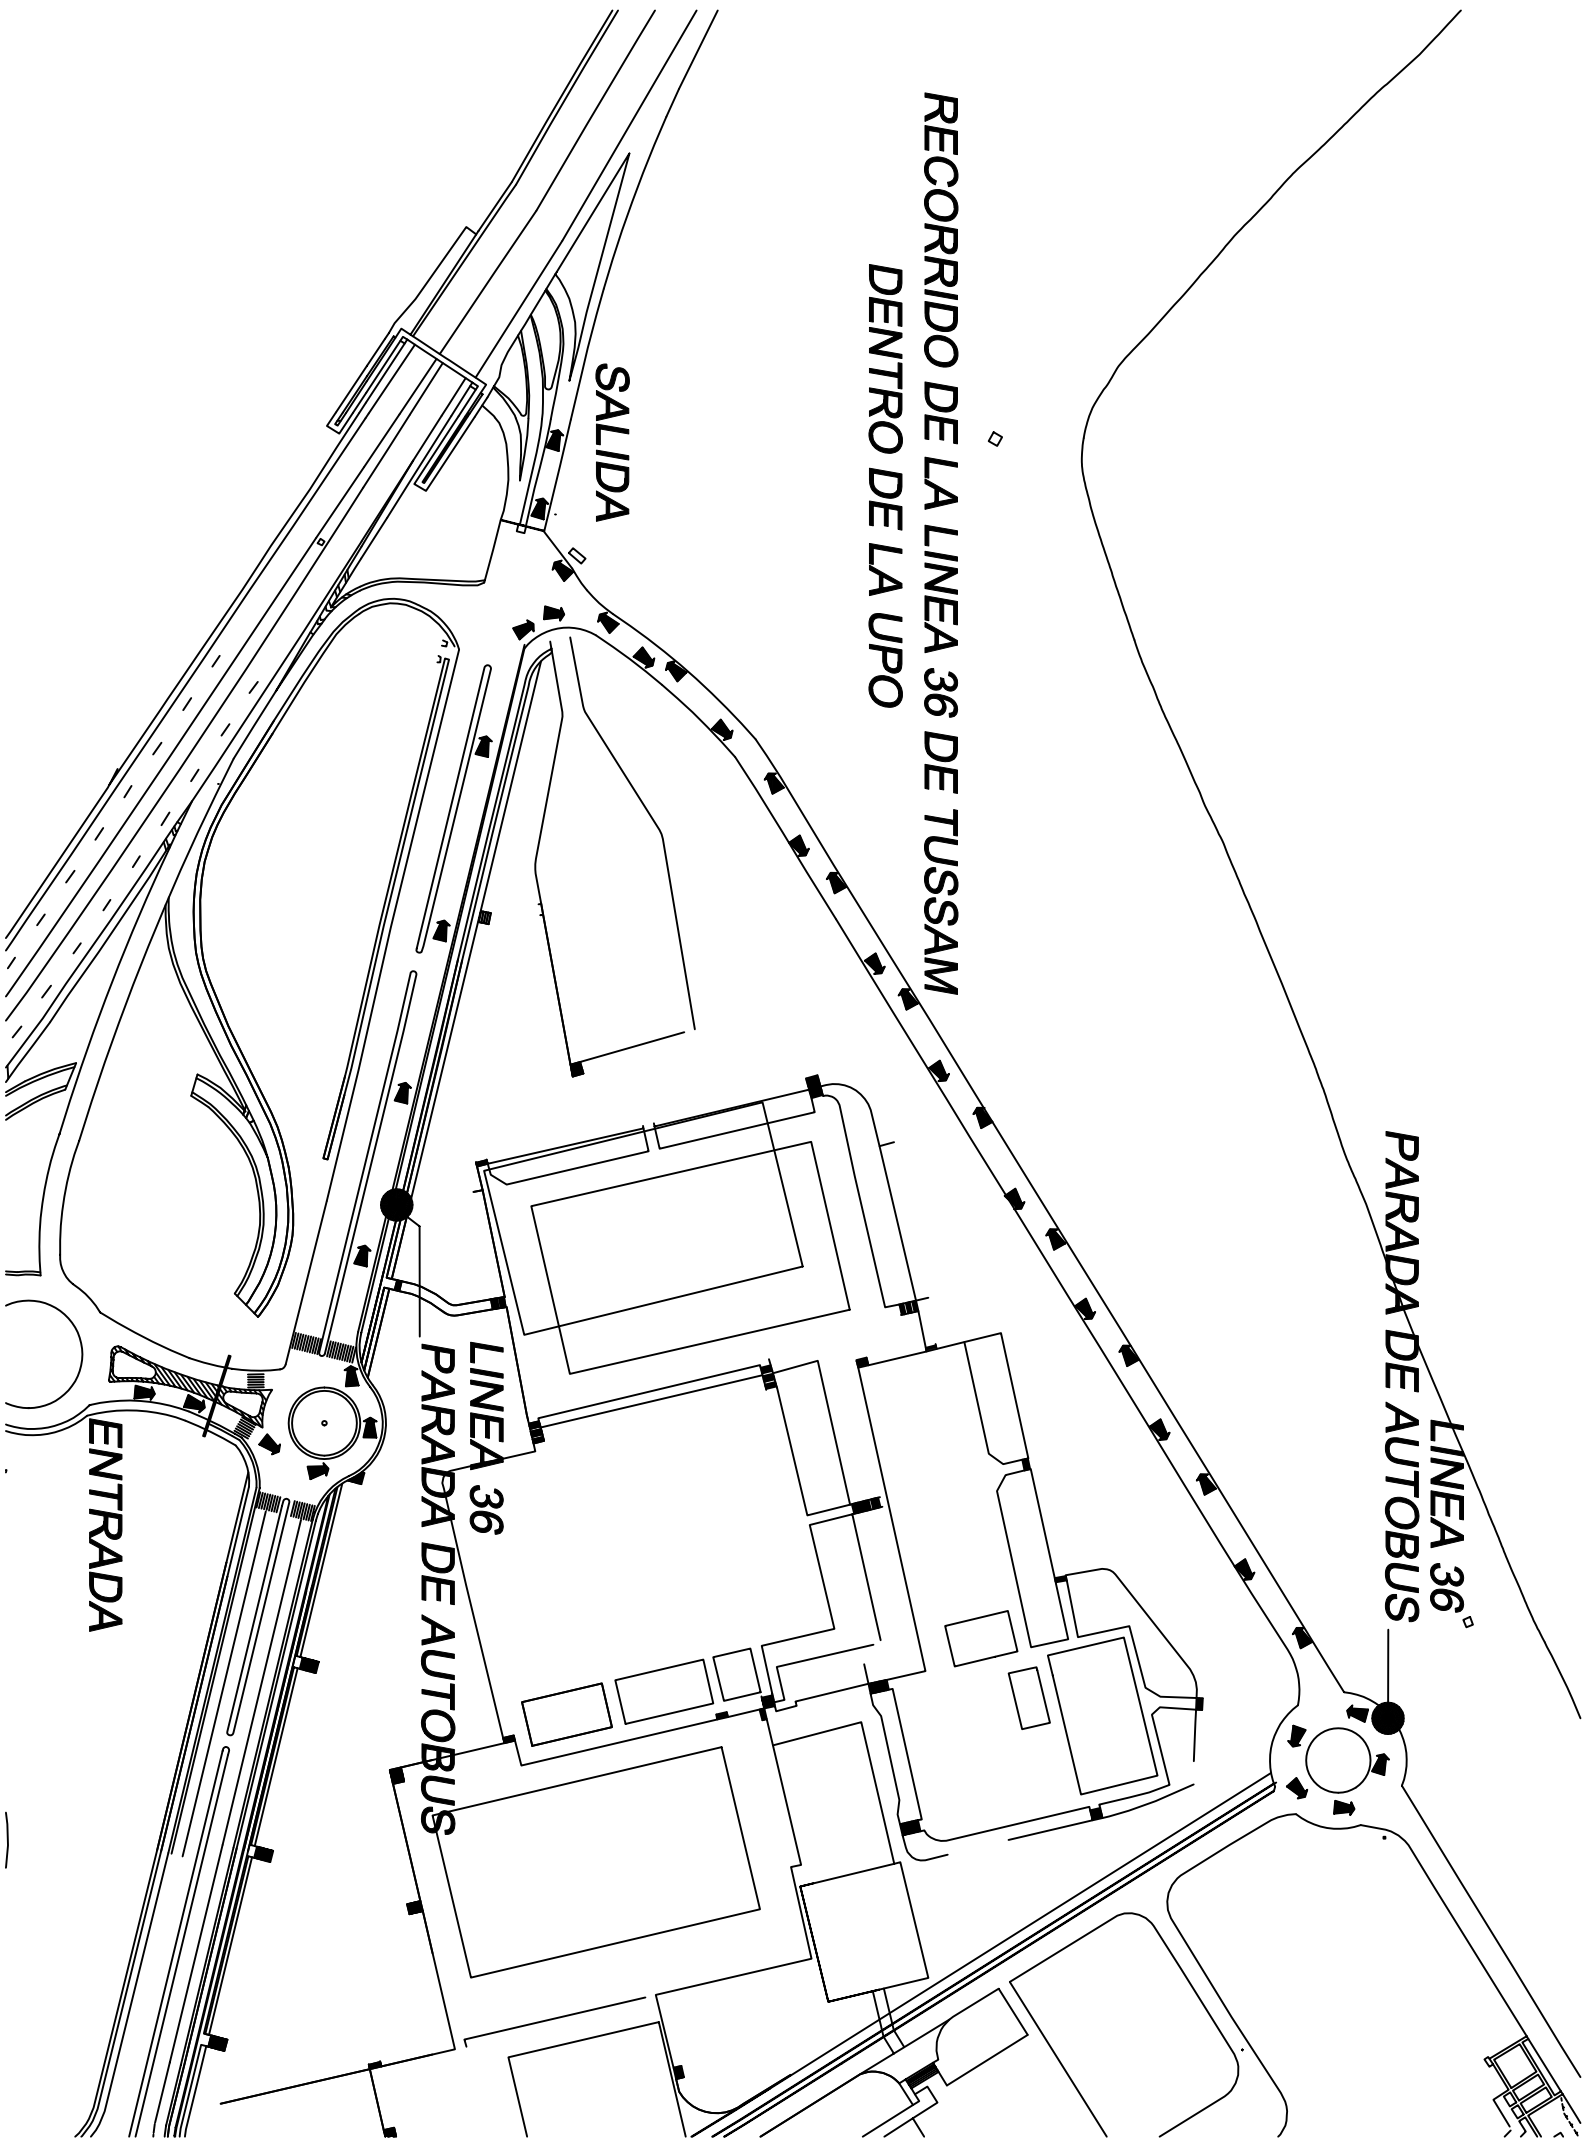 RECORRIDO DE LA LINEA 36 DE TUSSAM
DENTRO DE LA UPO
SALIDA
LINEA 36
PARADA DE AUTOBUS
LINEA 36
PARADA DE AUTOBUS
ENTRADA